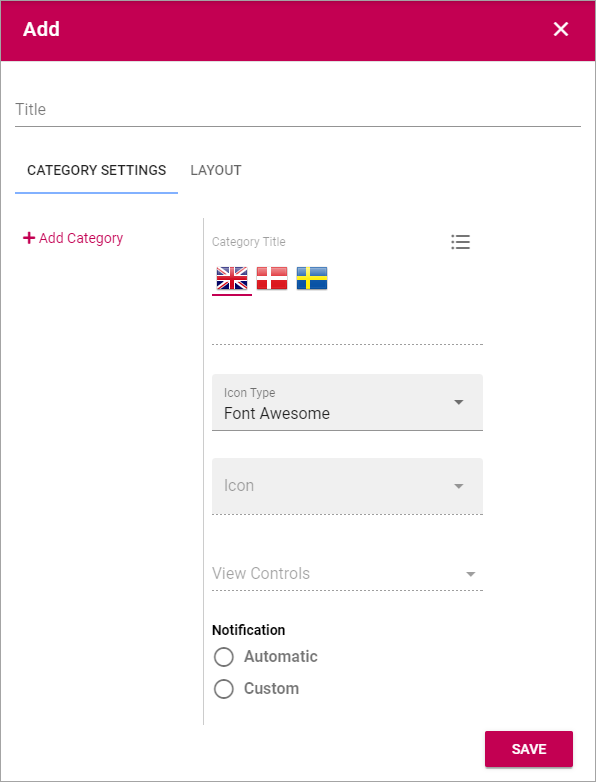 Add
Title
CATEGORY SETTINGS LAYOUT
Add Category
Category Title
Icon Type
Font Awesome
Icon
View Controls
Notification
Automatic
Custom
SAVE